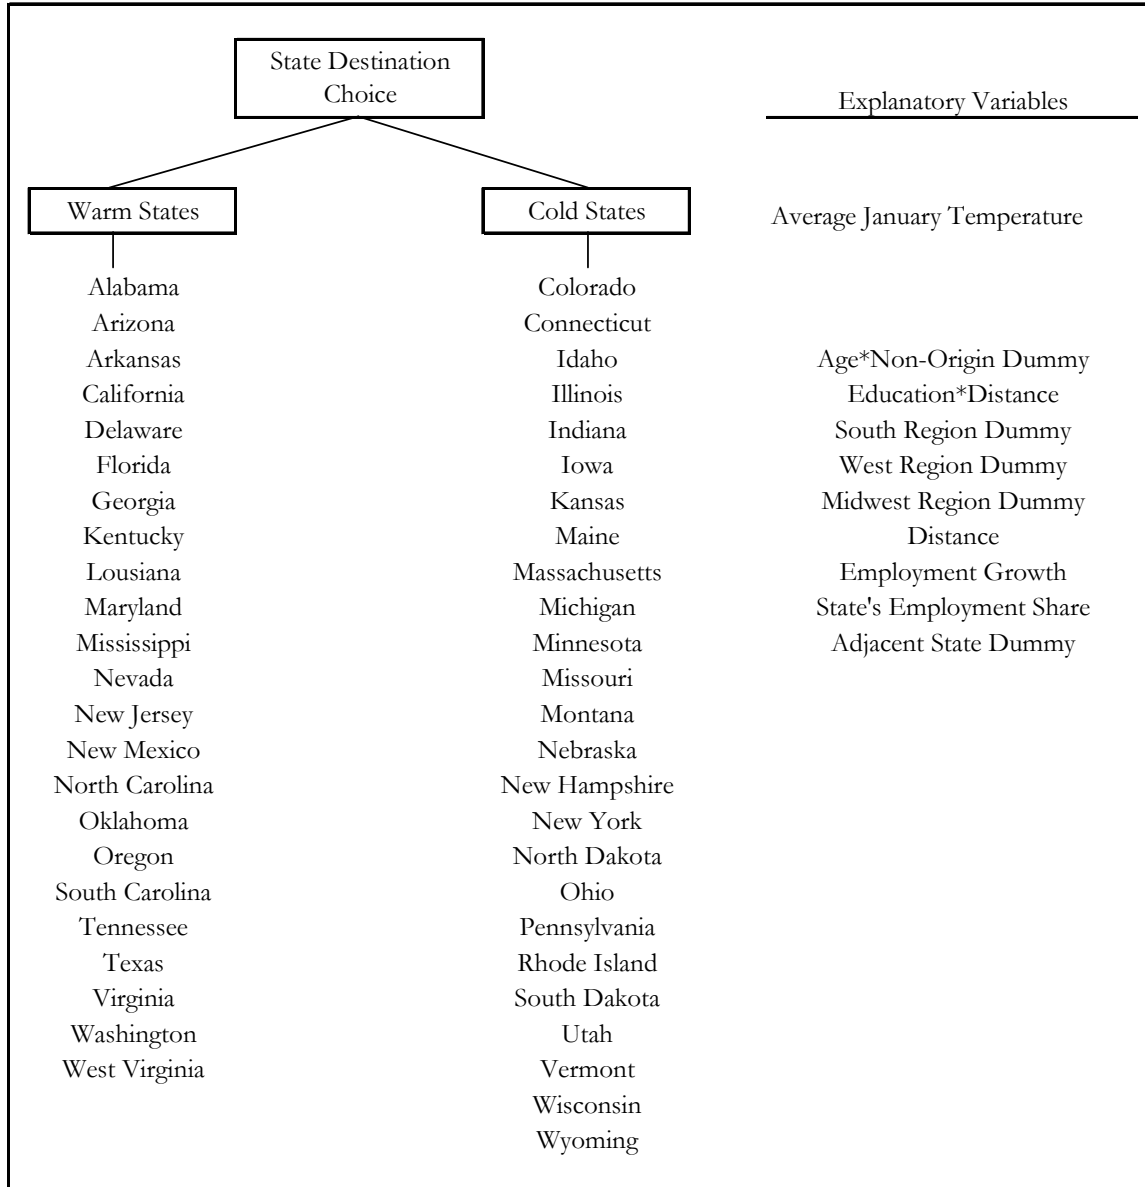 State Destination
Choice
Explanatory Variables
Warm States
Cold States
Average January Temperature
Alabama
Colorado
Arizona
Connecticut
Arkansas
Idaho
Age*Non-Origin Dummy
California
Illinois
Education*Distance
Delaware
Indiana
South Region Dummy
Florida
Iowa
West Region Dummy
Georgia
Kansas
Midwest Region Dummy
Kentucky
Maine
Distance
Lousiana
Massachusetts
Employment Growth
Maryland
Michigan
State's Employment Share
Mississippi
Minnesota
Adjacent State Dummy
Nevada
Missouri
New Jersey
Montana
New Mexico
Nebraska
North Carolina
New Hampshire
Oklahoma
New York
Oregon
North Dakota
South Carolina
Ohio
Tennessee
Pennsylvania
Texas
Rhode Island
Virginia
South Dakota
Washington
Utah
West Virginia
Vermont
Wisconsin
Wyoming